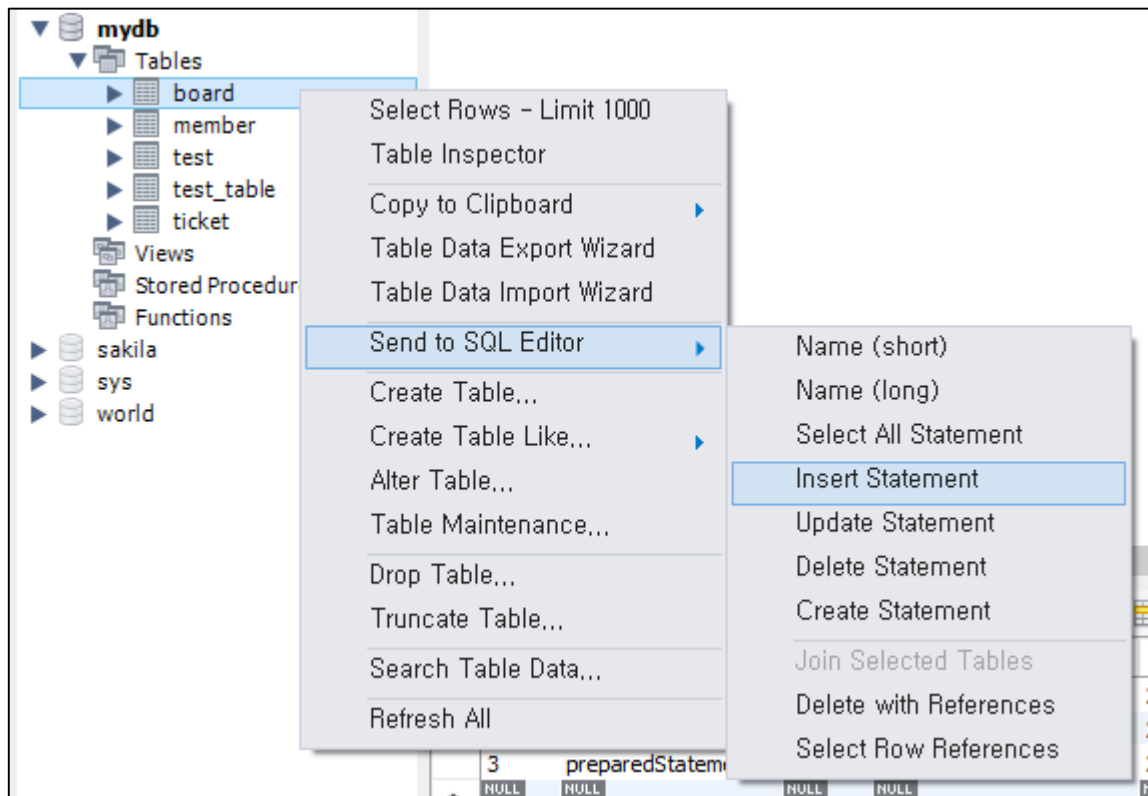 mydb
Tables
board
member
test
test_table
ticket
Views
Stored Procedur
Functions
sakila
sys
world
Select Rows - Limit 1000
Table Inspector
Copy to Clipboard
Table Data Export Wizard
Table Data Import Wizard
Send to SQL Editor
Create Table...
Create Table Like...
Alter Table...
Table Maintenance...
Drop Table...
Truncate Table...
Search Table Data...
Refresh All
Name (short)
Name (long)
Select All Statement
Insert Statement
Update Statement
Delete Statement
Create Statement
Join Selected Tables
Delete with References
Select Row References
3 preparedStateme
NULL NULL NULL NULL